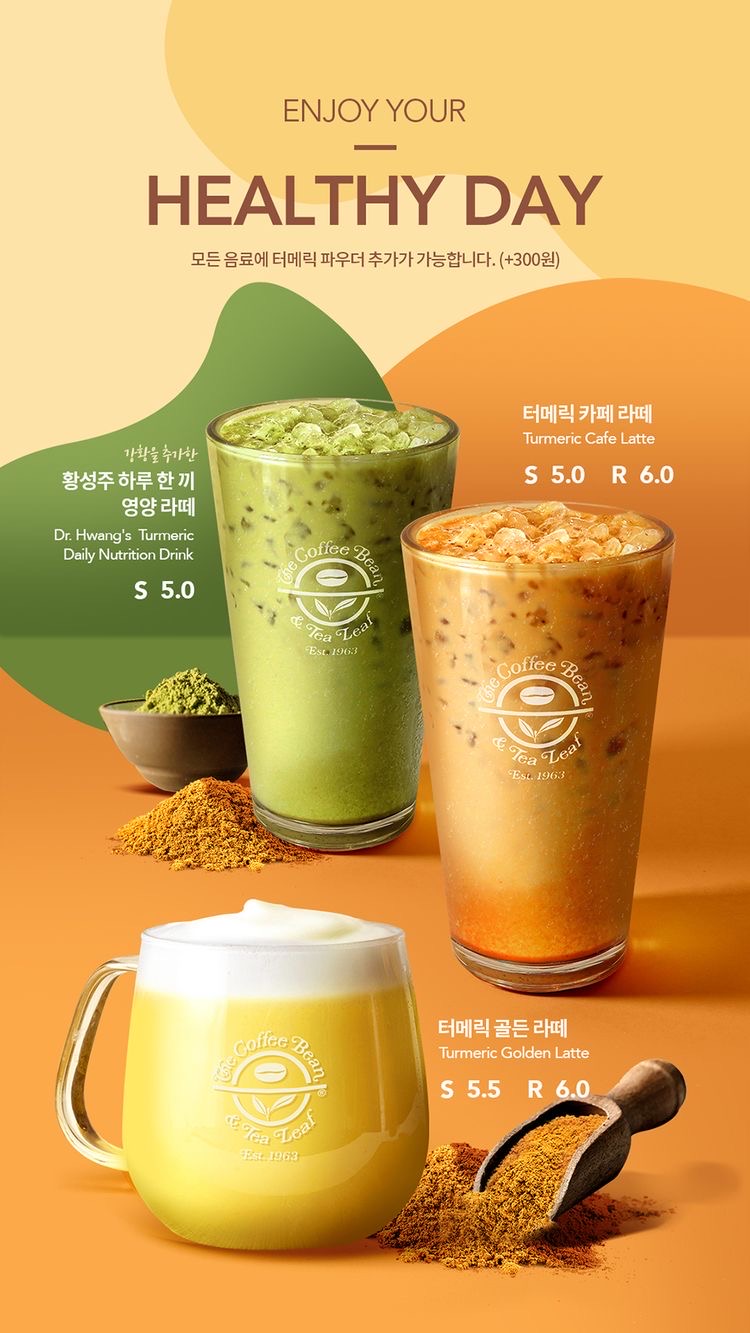 ENJOY YOUR
HEALTHY DAY
모든 음료에 터메릭 파우더 추가가 가능합니다. (+300원)
터메릭 카페 라떼
Turmeric Cafe Latte
S 5.0 R 6.0
강황을 추가한
황성주 하루 한 끼
영양 라떼
Dr. Hwang's Turmeric
Daily Nutrition Drink
S 5.0
The Coffee Bean
& Tea Leaf
Est. 1963
The Coffee Bean
& Tea Leaf
Est. 1963
터메릭 골든 라떼
Turmeric Golden Latte
S 5.5 R 6.0
The Coffee Bean
& Tea Leaf
Est. 1963